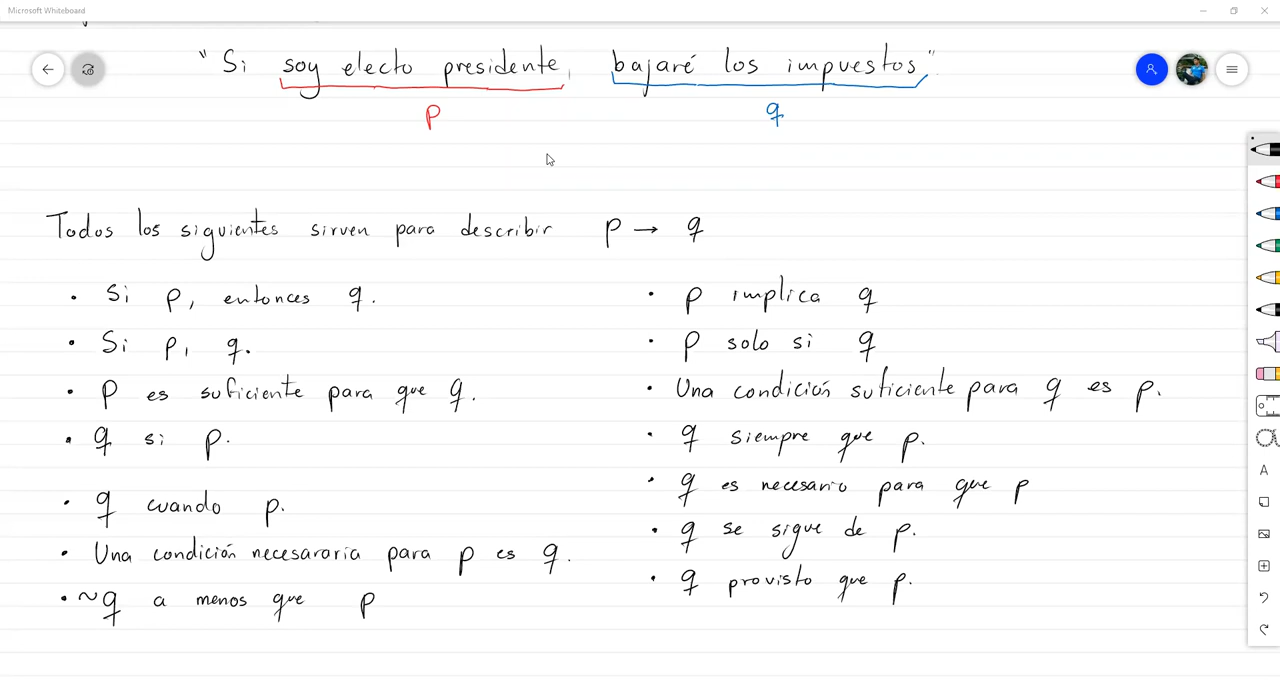 Microsoft Whiteboard
"Si soy electo presidente, bajaré los impuestos".
p q
Todos los siguientes sirven para describir p → q
• Si p, entonces q.
• Si p, q.
• P es suficiente para que q.
• q si p.
• q cuando p.
• Una condición necesararia para p es q.
• ~q a menos que p
• p implica q
• p solo si q
• Una condición suficiente para q es p.
• q siempre que p.
• q es necesario para que p
• q se sigue de p.
• q provisto que p.
A